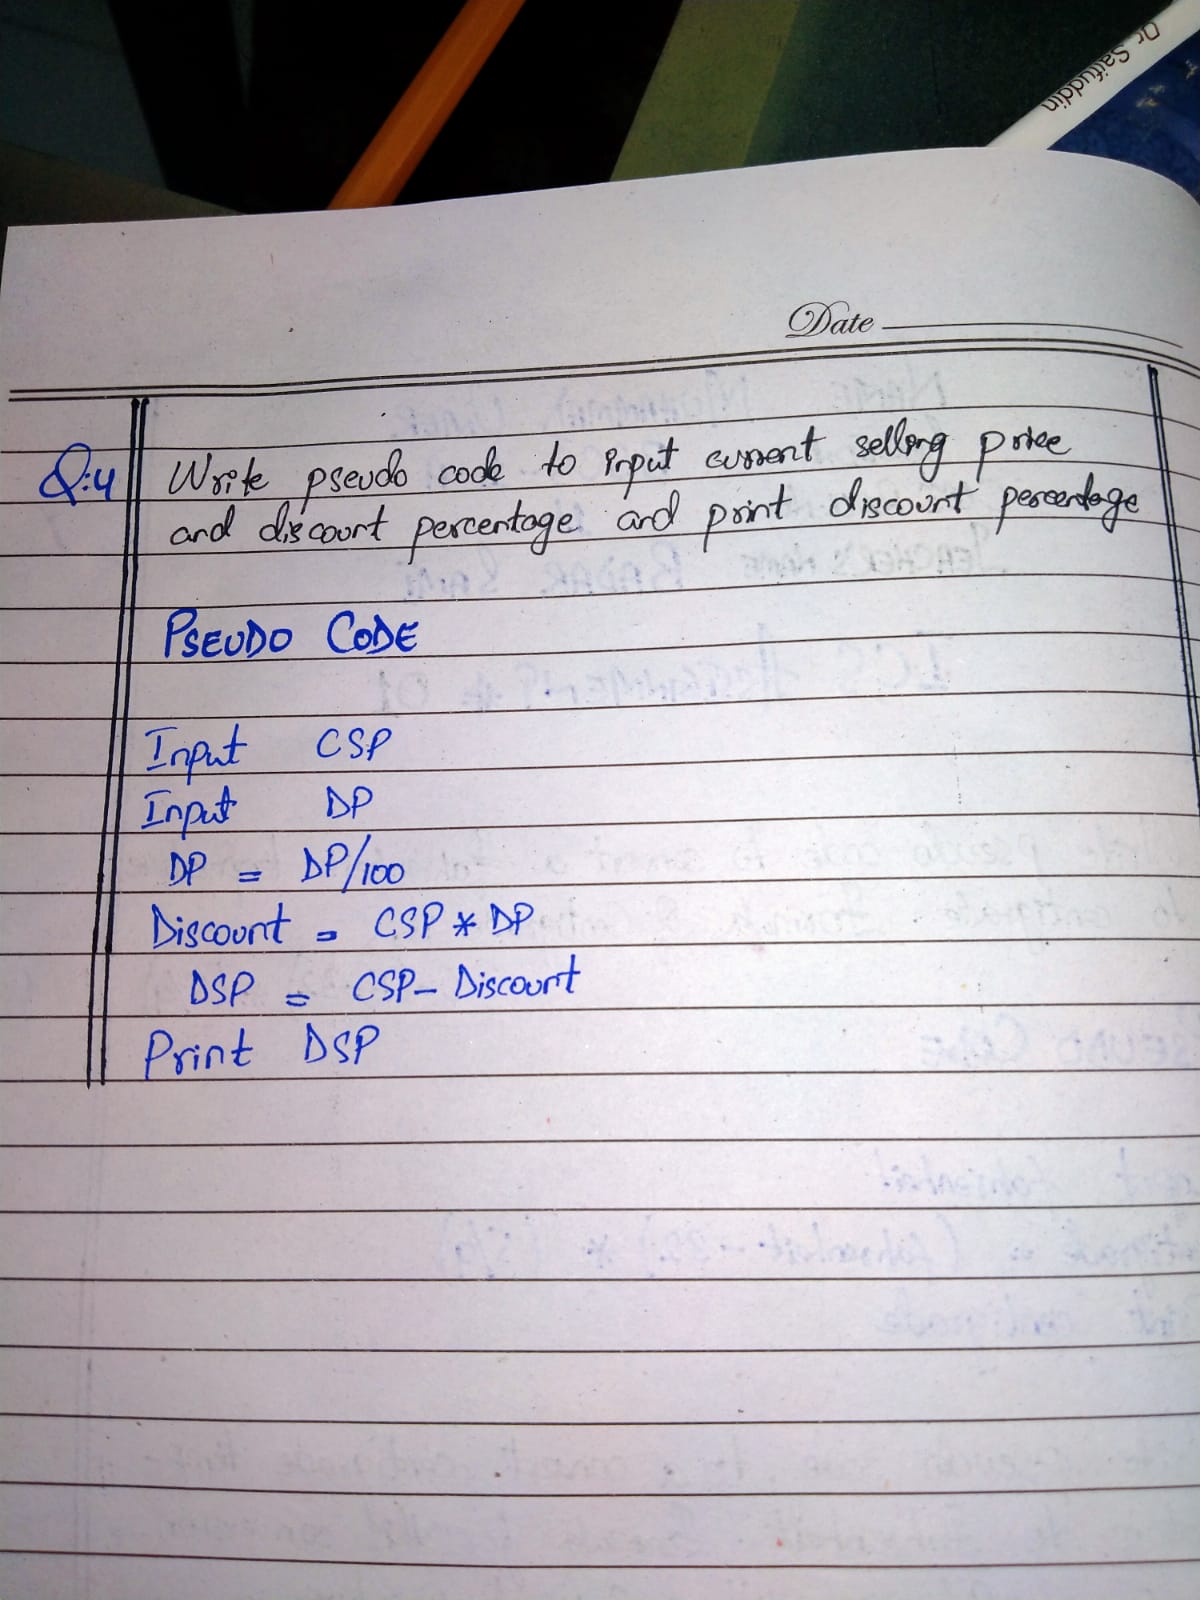 Dr. Saifuddin
Date
Q:4 Write pseudo code to input current selling price
and discount percentage and print discount percentage
PSEUDO CODE
Input CSP
Input DP
DP = DP/100
Discount = CSP * DP
DSP = CSP - Discount
Print DSP